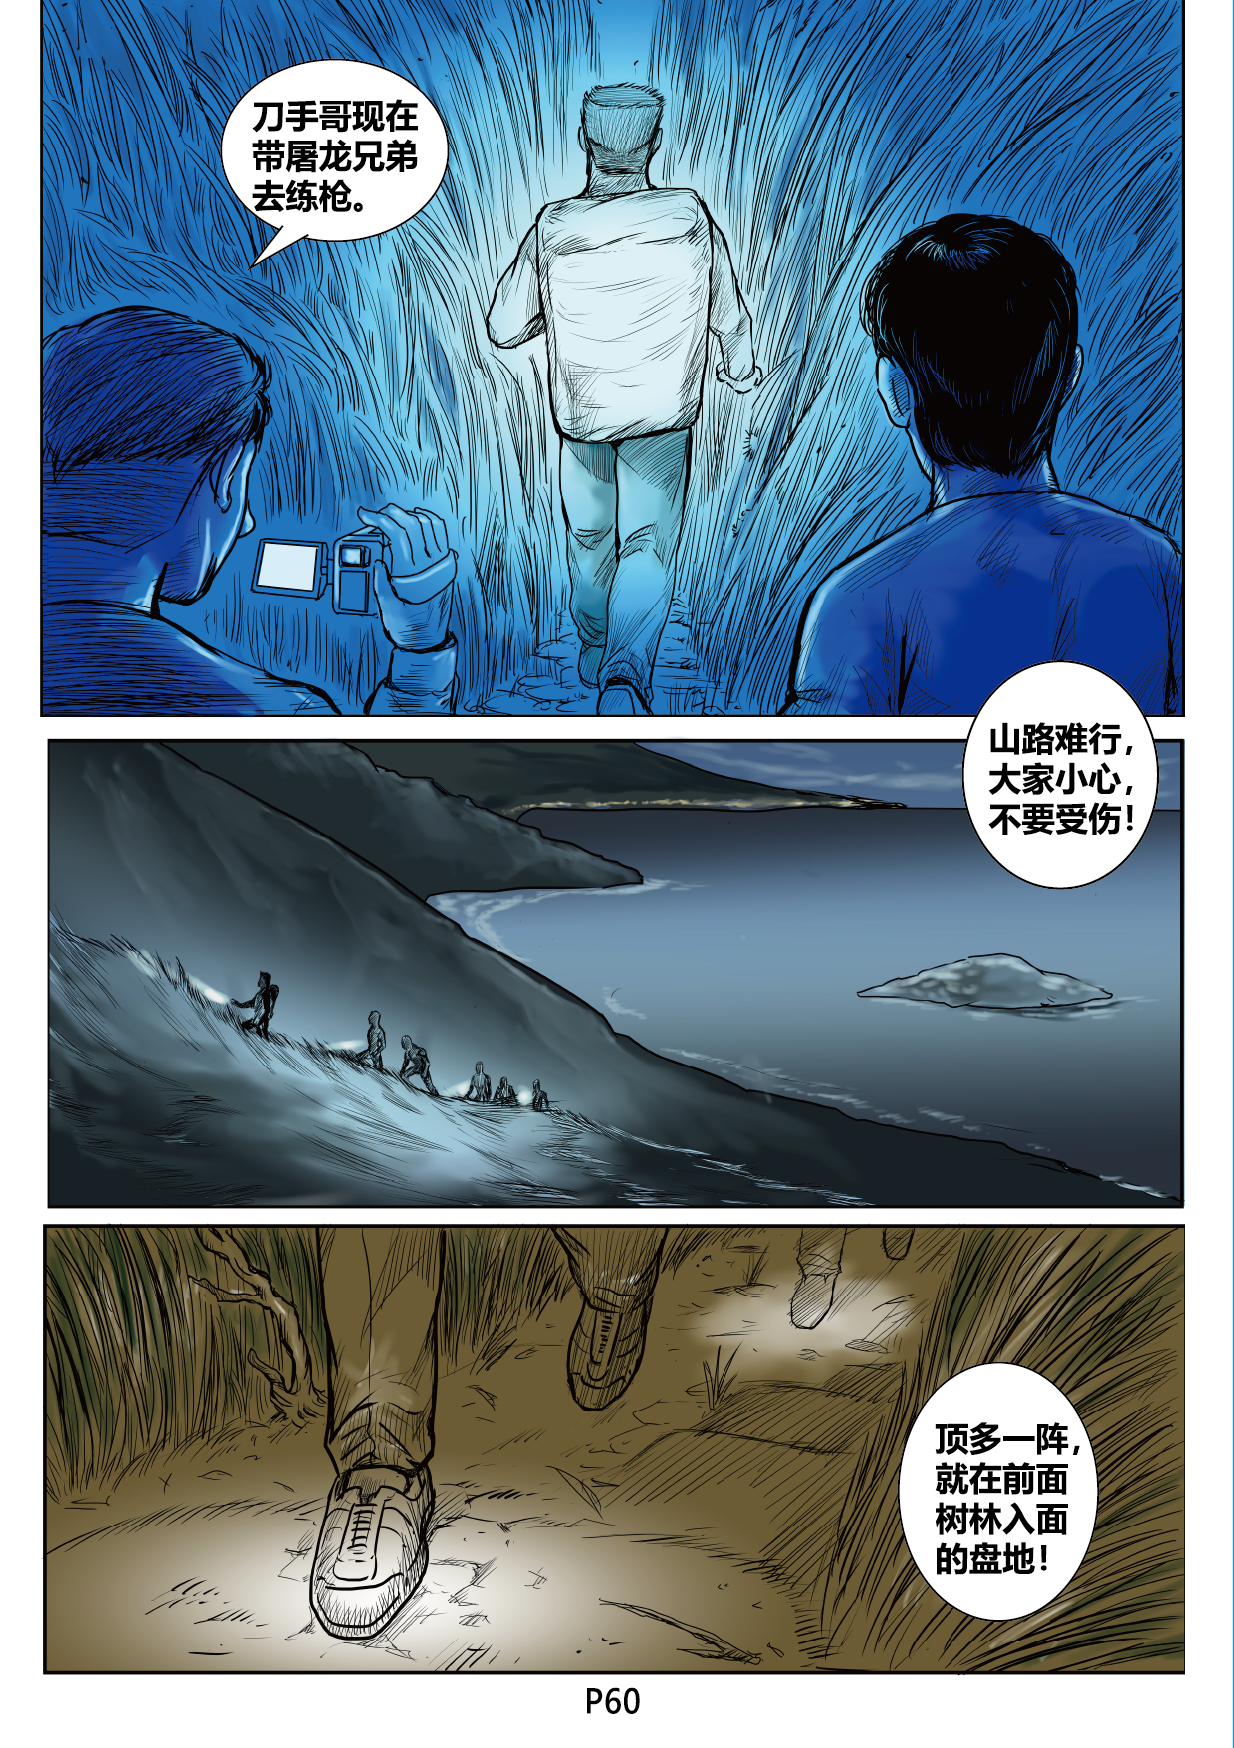 刀手哥现在
带屠龙兄弟
去练枪。
山路难行，
大家小心，
不要受伤！
顶多一阵，
就在前面
树林入面
的盘地！
P60